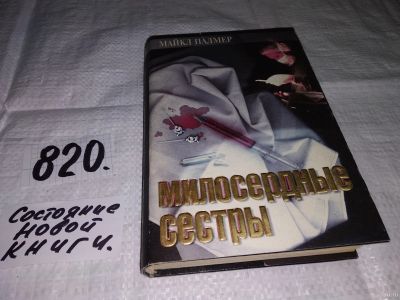 МАЙКЛ ПАЛМЕР
МИЛОСЕРДНЫЕ
СЕСТРЫ
820.
Состояние
новой
книги.